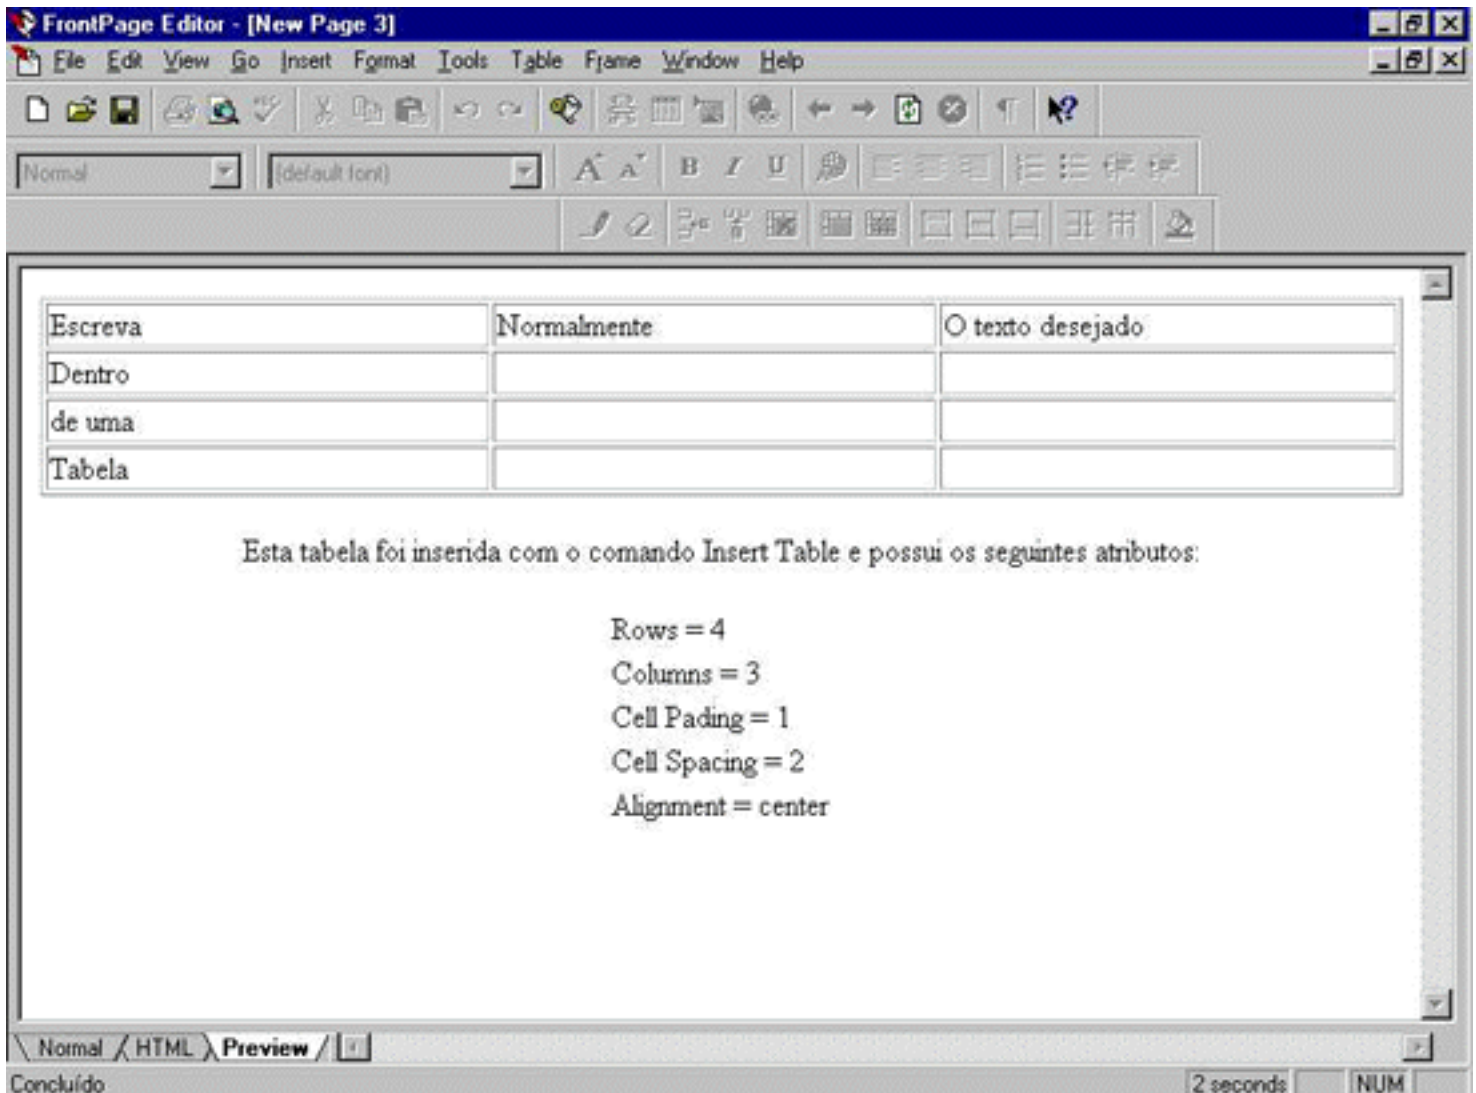 FrontPage Editor - [New Page 3]
File Edit View Go Insert Format Tools Table Frame Window Help
Normal (default font) A A B I U
Escreva Normalmente O texto desejado
Dentro
de uma
Tabela
Esta tabela foi inserida com o comando Insert Table e possui os seguintes atributos:
Rows = 4
Columns = 3
Cell Pading = 1
Cell Spacing = 2
Alignment = center
Normal HTML Preview
Concluído 2 seconds NUM